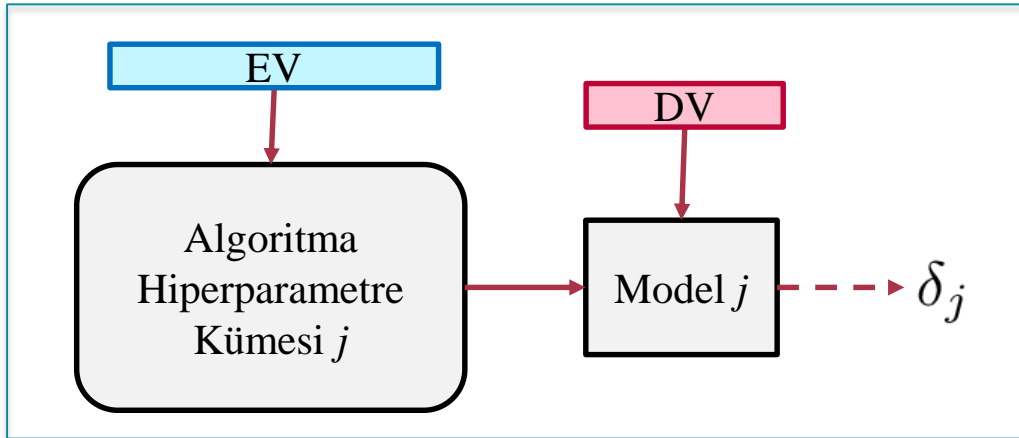 EV
DV
Algoritma
Hiperparametre
Kümesi j
Model j
δj